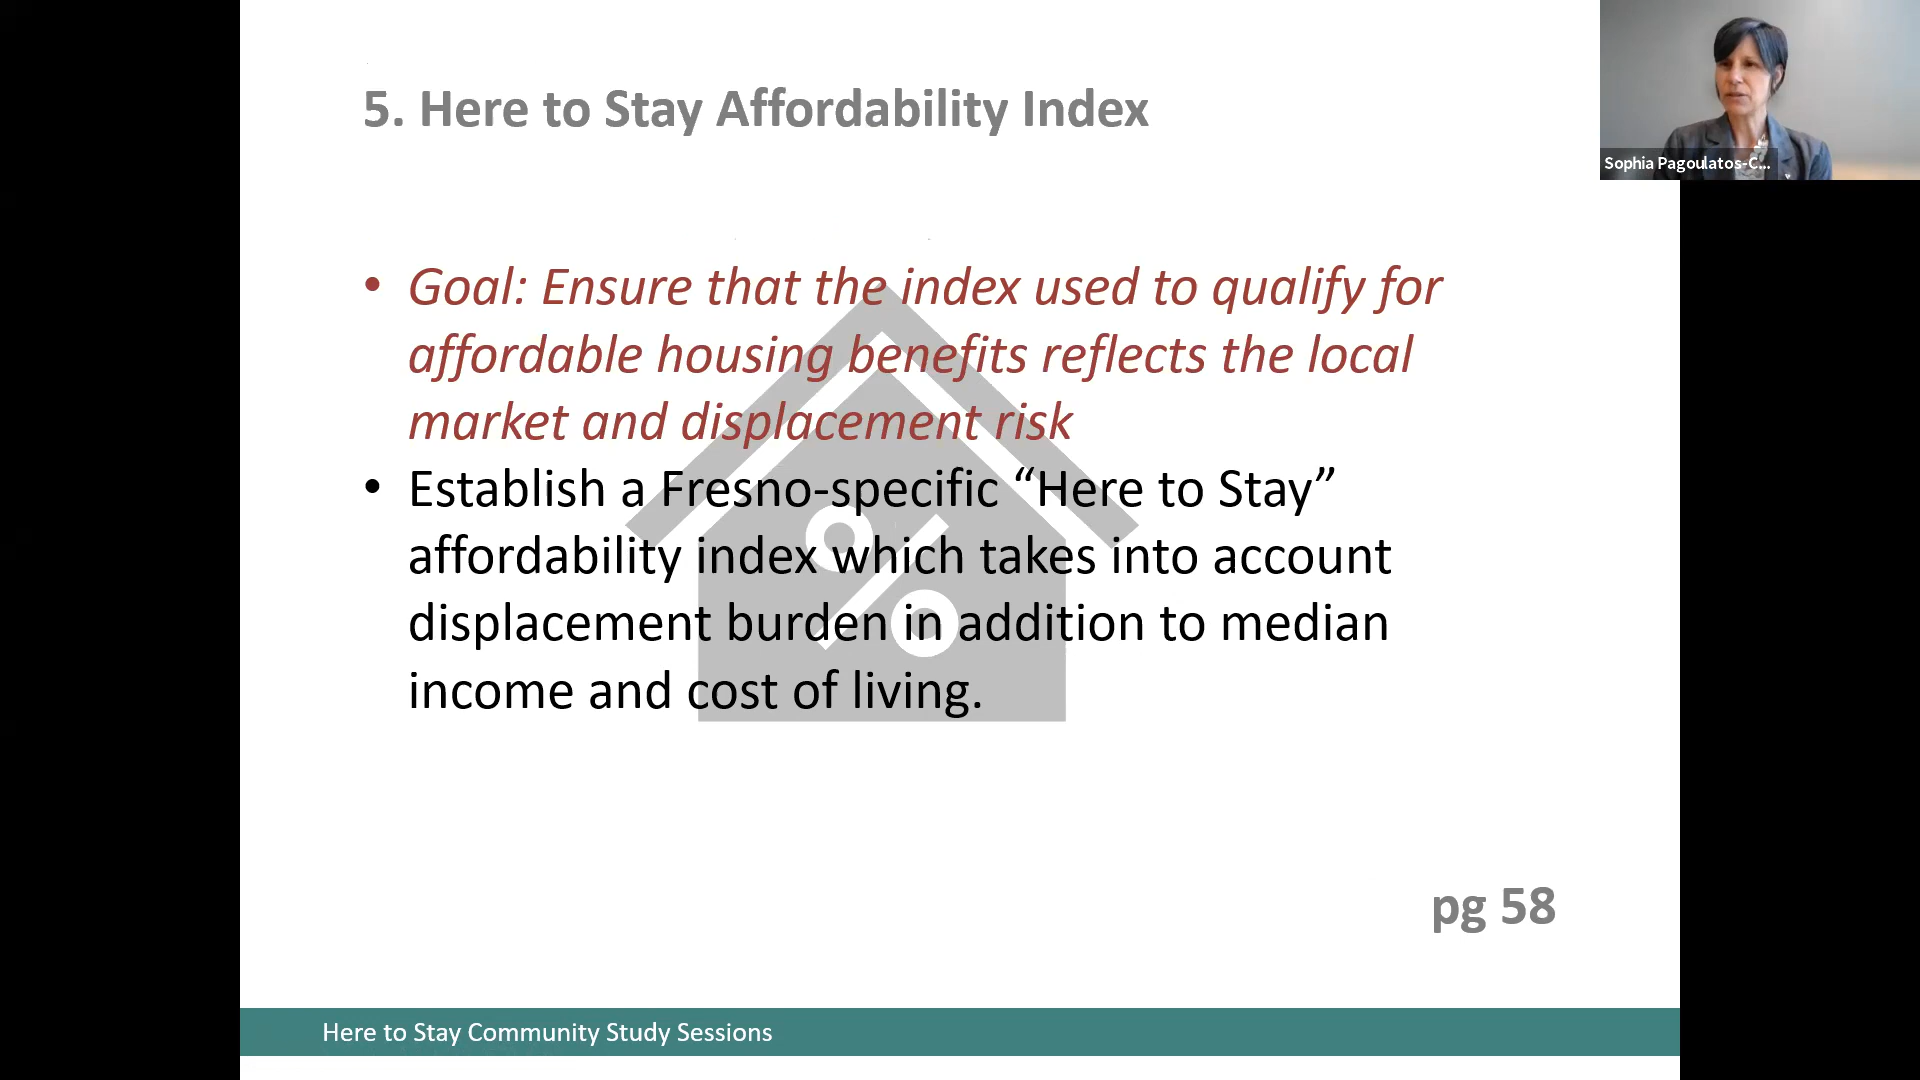 5. Here to Stay Affordability Index
Sophia Pagoulatos-C...
• Goal: Ensure that the index used to qualify for
affordable housing benefits reflects the local
market and displacement risk
• Establish a Fresno-specific “Here to Stay”
affordability index which takes into account
displacement burden in addition to median
income and cost of living.
%
pg 58
Here to Stay Community Study Sessions